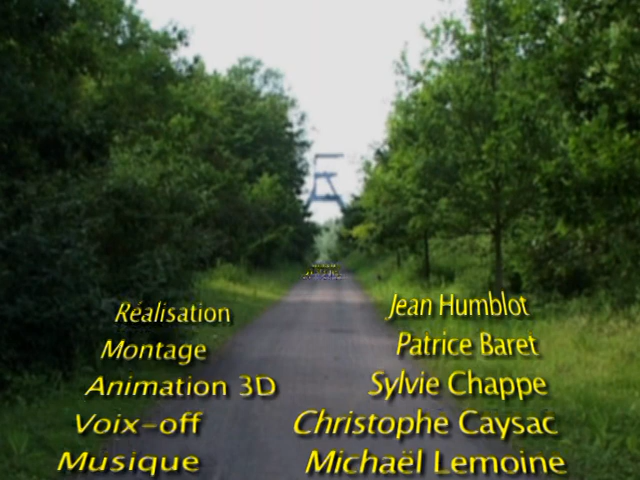 Réalisation Jean Humblot
Montage Patrice Baret
Animation 3D Sylvie Chappe
Voix-off Christophe Caysac
Musique Michaël Lemoine